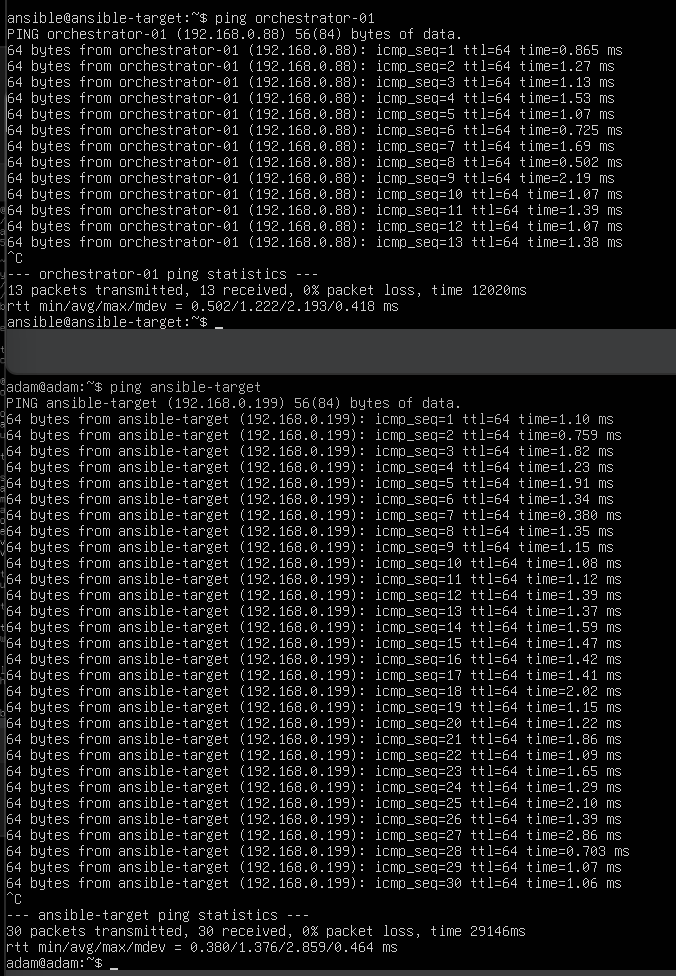 ansible@ansible-target:~$ ping orchestrator-01
PING orchestrator-01 (192.168.0.88) 56(84) bytes of data.
64 bytes from orchestrator-01 (192.168.0.88): icmp_seq=1 ttl=64 time=0.865 ms
64 bytes from orchestrator-01 (192.168.0.88): icmp_seq=2 ttl=64 time=1.27 ms
64 bytes from orchestrator-01 (192.168.0.88): icmp_seq=3 ttl=64 time=1.13 ms
64 bytes from orchestrator-01 (192.168.0.88): icmp_seq=4 ttl=64 time=1.53 ms
64 bytes from orchestrator-01 (192.168.0.88): icmp_seq=5 ttl=64 time=1.07 ms
64 bytes from orchestrator-01 (192.168.0.88): icmp_seq=6 ttl=64 time=0.725 ms
64 bytes from orchestrator-01 (192.168.0.88): icmp_seq=7 ttl=64 time=1.69 ms
64 bytes from orchestrator-01 (192.168.0.88): icmp_seq=8 ttl=64 time=0.502 ms
64 bytes from orchestrator-01 (192.168.0.88): icmp_seq=9 ttl=64 time=2.19 ms
64 bytes from orchestrator-01 (192.168.0.88): icmp_seq=10 ttl=64 time=1.07 ms
64 bytes from orchestrator-01 (192.168.0.88): icmp_seq=11 ttl=64 time=1.39 ms
64 bytes from orchestrator-01 (192.168.0.88): icmp_seq=12 ttl=64 time=1.07 ms
64 bytes from orchestrator-01 (192.168.0.88): icmp_seq=13 ttl=64 time=1.38 ms
^C
--- orchestrator-01 ping statistics ---
13 packets transmitted, 13 received, 0% packet loss, time 12020ms
rtt min/avg/max/mdev = 0.502/1.222/2.193/0.418 ms
ansible@ansible-target:~$ _
adam@adam:~$ ping ansible-target
PING ansible-target (192.168.0.199) 56(84) bytes of data.
64 bytes from ansible-target (192.168.0.199): icmp_seq=1 ttl=64 time=1.10 ms
64 bytes from ansible-target (192.168.0.199): icmp_seq=2 ttl=64 time=0.759 ms
64 bytes from ansible-target (192.168.0.199): icmp_seq=3 ttl=64 time=1.82 ms
64 bytes from ansible-target (192.168.0.199): icmp_seq=4 ttl=64 time=1.23 ms
64 bytes from ansible-target (192.168.0.199): icmp_seq=5 ttl=64 time=1.91 ms
64 bytes from ansible-target (192.168.0.199): icmp_seq=6 ttl=64 time=1.34 ms
64 bytes from ansible-target (192.168.0.199): icmp_seq=7 ttl=64 time=0.380 ms
64 bytes from ansible-target (192.168.0.199): icmp_seq=8 ttl=64 time=1.35 ms
64 bytes from ansible-target (192.168.0.199): icmp_seq=9 ttl=64 time=1.15 ms
64 bytes from ansible-target (192.168.0.199): icmp_seq=10 ttl=64 time=1.08 ms
64 bytes from ansible-target (192.168.0.199): icmp_seq=11 ttl=64 time=1.12 ms
64 bytes from ansible-target (192.168.0.199): icmp_seq=12 ttl=64 time=1.39 ms
64 bytes from ansible-target (192.168.0.199): icmp_seq=13 ttl=64 time=1.37 ms
64 bytes from ansible-target (192.168.0.199): icmp_seq=14 ttl=64 time=1.59 ms
64 bytes from ansible-target (192.168.0.199): icmp_seq=15 ttl=64 time=1.47 ms
64 bytes from ansible-target (192.168.0.199): icmp_seq=16 ttl=64 time=1.42 ms
64 bytes from ansible-target (192.168.0.199): icmp_seq=17 ttl=64 time=1.41 ms
64 bytes from ansible-target (192.168.0.199): icmp_seq=18 ttl=64 time=2.02 ms
64 bytes from ansible-target (192.168.0.199): icmp_seq=19 ttl=64 time=1.15 ms
64 bytes from ansible-target (192.168.0.199): icmp_seq=20 ttl=64 time=1.22 ms
64 bytes from ansible-target (192.168.0.199): icmp_seq=21 ttl=64 time=1.86 ms
64 bytes from ansible-target (192.168.0.199): icmp_seq=22 ttl=64 time=1.09 ms
64 bytes from ansible-target (192.168.0.199): icmp_seq=23 ttl=64 time=1.65 ms
64 bytes from ansible-target (192.168.0.199): icmp_seq=24 ttl=64 time=1.29 ms
64 bytes from ansible-target (192.168.0.199): icmp_seq=25 ttl=64 time=2.10 ms
64 bytes from ansible-target (192.168.0.199): icmp_seq=26 ttl=64 time=1.39 ms
64 bytes from ansible-target (192.168.0.199): icmp_seq=27 ttl=64 time=2.86 ms
64 bytes from ansible-target (192.168.0.199): icmp_seq=28 ttl=64 time=0.703 ms
64 bytes from ansible-target (192.168.0.199): icmp_seq=29 ttl=64 time=1.07 ms
64 bytes from ansible-target (192.168.0.199): icmp_seq=30 ttl=64 time=1.06 ms
^C
--- ansible-target ping statistics ---
30 packets transmitted, 30 received, 0% packet loss, time 29146ms
rtt min/avg/max/mdev = 0.380/1.376/2.859/0.464 ms
adam@adam:~$ _